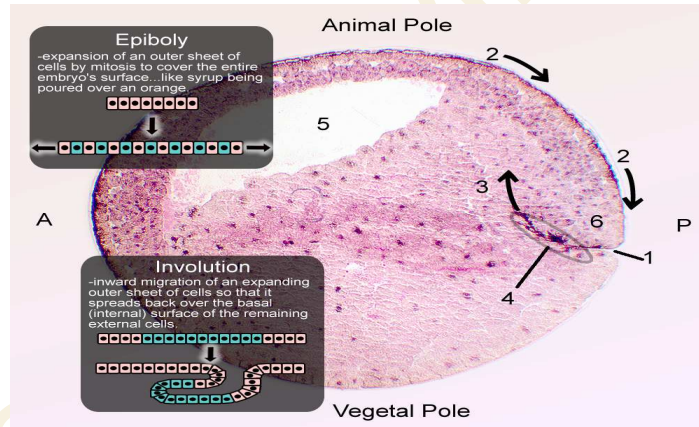 Animal Pole
Epiboly
-expansion of an outer sheet of
cells by mitosis to cover the entire
embryo's surface...like syrup being
poured over an orange.
2
5
2
3
6
A
P
1
4
Involution
-inward migration of an expanding
outer sheet of cells so that it
spreads back over the basal
(internal) surface of the remaining
external cells.
Vegetal Pole